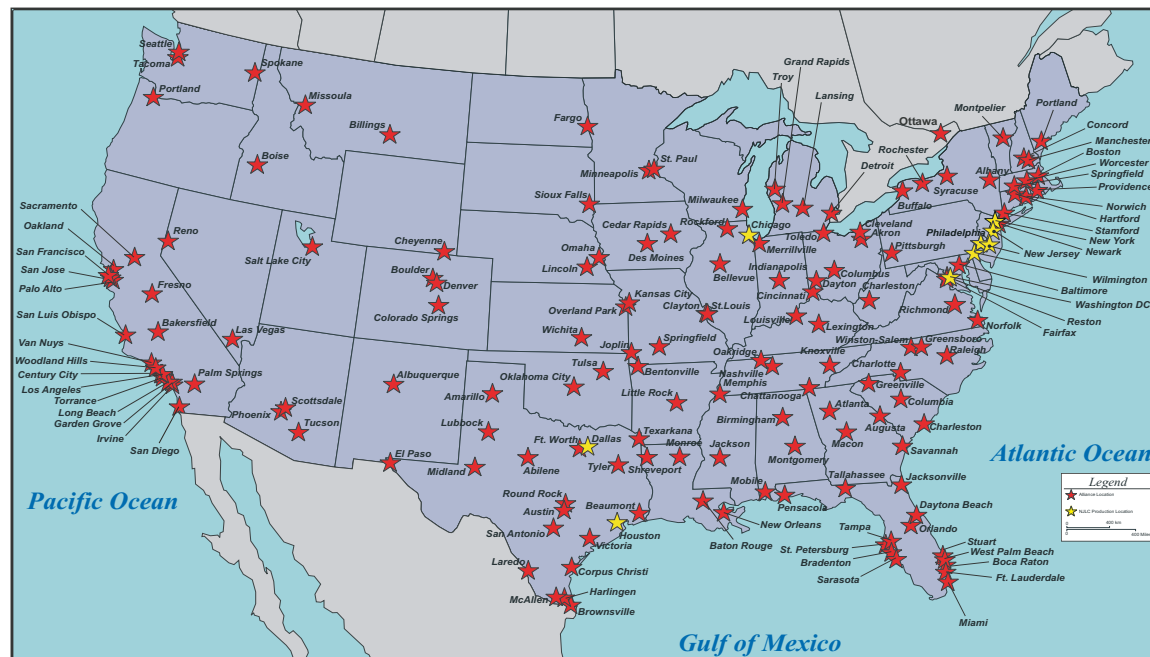 Seattle
Tacoma
Spokane
Portland
Missoula
Billings
Boise
Fargo
Minneapolis
St. Paul
Sioux Falls
Troy
Grand Rapids
Lansing
Milwaukee
Detroit
Ottawa
Montpelier
Portland
Concord
Manchester
Boston
Worcester
Springfield
Providence
Norwich
Hartford
Stamford
New York
Newark
New Jersey
Philadelphia
Wilmington
Baltimore
Washington DC
Reston
Fairfax
Rochester
Albany
Syracuse
Buffalo
Sacramento
Oakland
San Francisco
San Jose
Palo Alto
Reno
Fresno
San Luis Obispo
Bakersfield
Las Vegas
Van Nuys
Woodland Hills
Century City
Los Angeles
Torrance
Long Beach
Garden Grove
Irvine
San Diego
Palm Springs
Salt Lake City
Cheyenne
Boulder
Denver
Colorado Springs
Omaha
Lincoln
Cedar Rapids
Des Moines
Rockford
Chicago
Merrillville
Toledo
Cleveland
Akron
Pittsburgh
Bellevue
Indianapolis
Columbus
Dayton
Cincinnati
Charleston
Kansas City
Overland Park
Clayton
St.Louis
Louisville
Lexington
Richmond
Norfolk
Wichita
Joplin
Springfield
Tulsa
Bentonville
Oklahoma City
Oakridge
Nashville
Knoxville
Winston-Salem
Greensboro
Raleigh
Charlotte
Memphis
Chattanooga
Greenville
Columbia
Albuquerque
Amarillo
Little Rock
Scottsdale
Phoenix
Tucson
Lubbock
Birmingham
Atlanta
Augusta
Charleston
Macon
Savannah
El Paso
Midland
Ft. Worth
Dallas
Abilene
Texarkana
Monroe
Tyler
Shreveport
Jackson
Montgomery
Tallahassee
Jacksonville
Mobile
Pensacola
Round Rock
Austin
Beaumont
San Antonio
Houston
Victoria
New Orleans
Baton Rouge
Laredo
Corpus Christi
Harlingen
McAllen
Brownsville
Daytona Beach
Orlando
Tampa
St. Petersburg
Bradenton
Sarasota
Stuart
West Palm Beach
Boca Raton
Ft. Lauderdale
Miami
Pacific Ocean
Atlantic Ocean
Gulf of Mexico
Legend
Alliance Location
NJLC Production Location
0 400 km
0 600 Miles